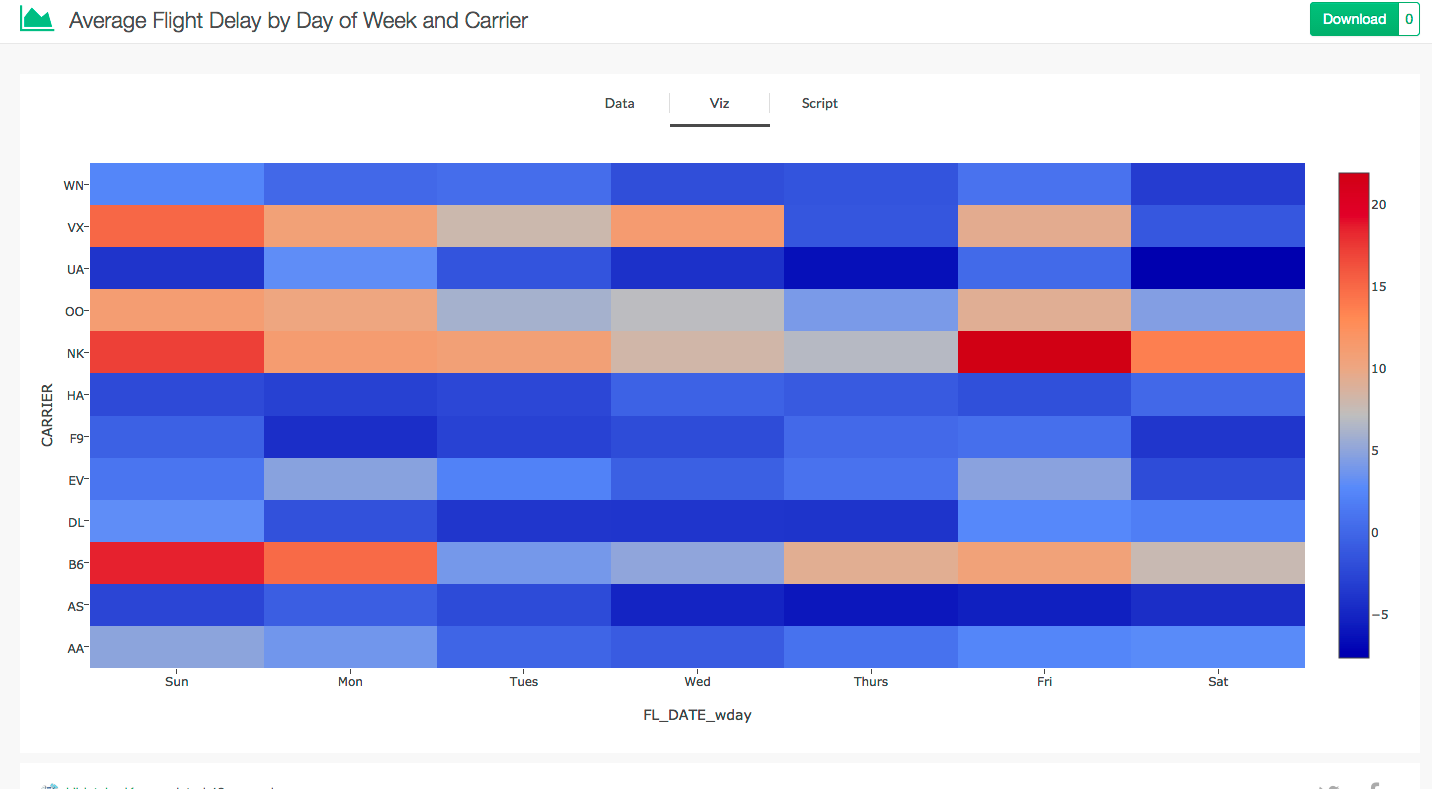 Average Flight Delay by Day of Week and Carrier
Download 0
Data Viz Script
WN
VX
UA
OO
NK
HA
F9
EV
DL
B6
AS
AA
CARRIER
Sun Mon Tues Wed Thurs Fri Sat
FL_DATE_wday
20
15
10
5
0
−5